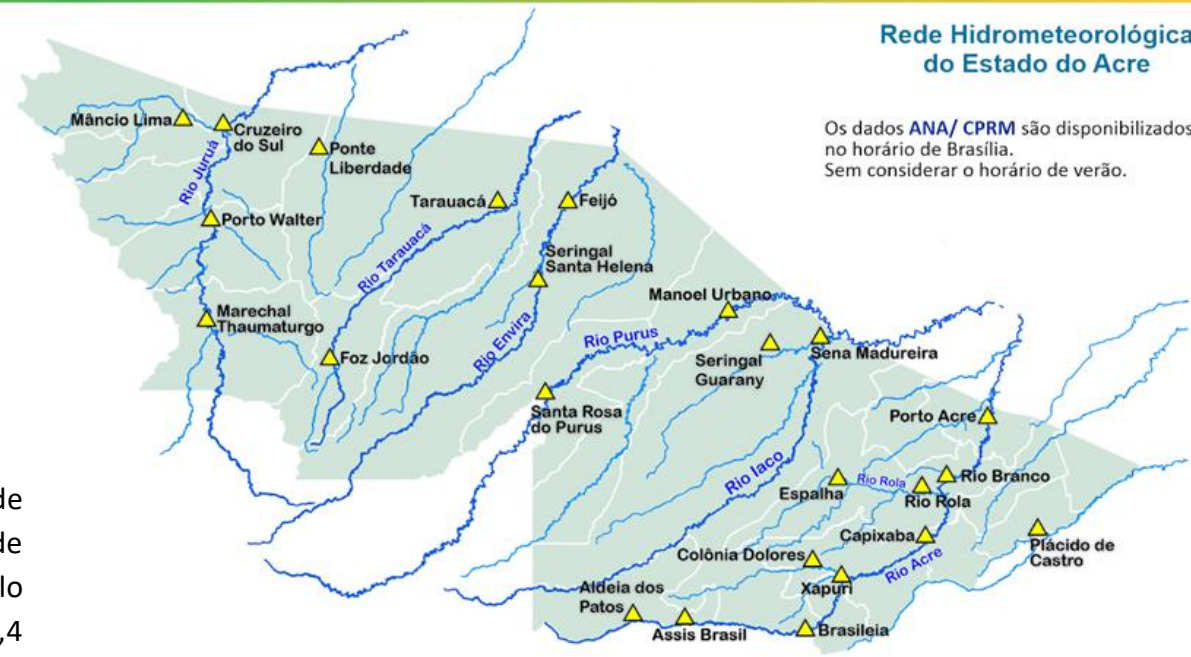 Rede Hidrometeorológica
do Estado do Acre
Os dados ANA/ CPRM são disponibilizados
no horário de Brasília.
Sem considerar o horário de verão.
Mâncio Lima
Cruzeiro
do Sul
Ponte
Liberdade
Rio Juruá
Porto Walter
Tarauacá
Feijó
Rio Tarauacá
Seringal
Santa Helena
Marechal
Thaumaturgo
Foz Jordão
Rio Envira
Manoel Urbano
Rio Purus
Seringal
Guarany
Sena Madureira
Santa Rosa
do Purus
Porto Acre
Rio Iaco
Espalha
Rio Rola
Rio Rola
Rio Branco
Capixaba
Plácido de
Castro
Colônia Dolores
Rio Acre
Xapuri
Aldeia dos
Patos
Assis Brasil
Brasileia
de
de
lo
,4